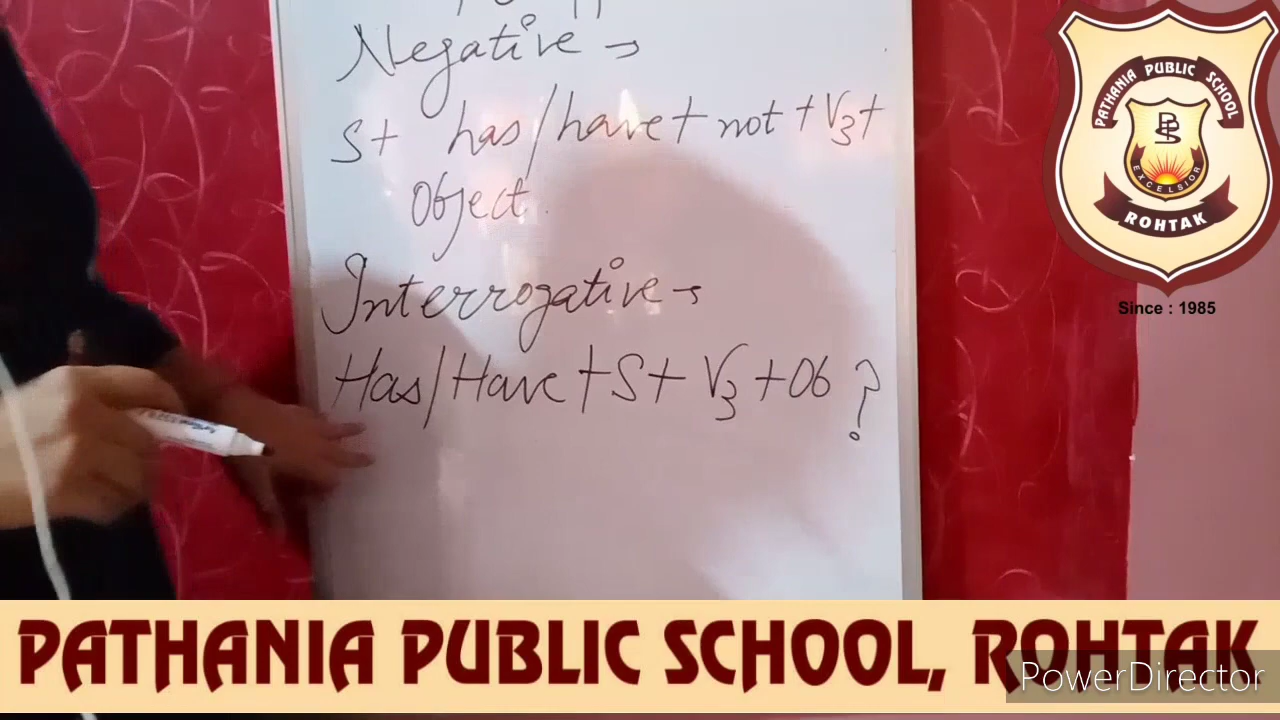 Negative →
S+ has/have + not + V3 +
Object.
Interrogative →
Has/Have + S + V3 + Ob ?
PATHANIA PUBLIC SCHOOL
PS
EXCELSIOR
ROHTAK
Since : 1985
PATHANIA PUBLIC SCHOOL, ROHTAK
PowerDirector